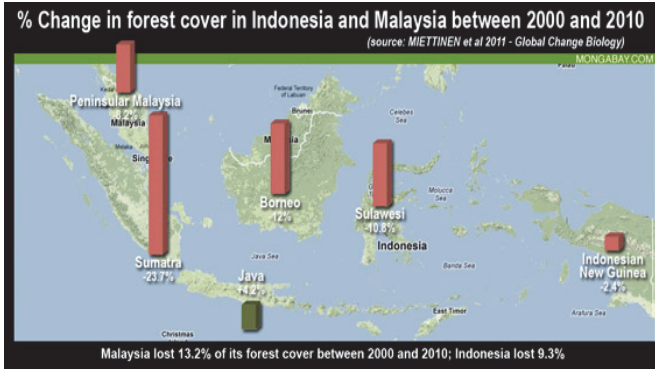 % Change in forest cover in Indonesia and Malaysia between 2000 and 2010
(source: MIETTINEN et al 2011 - Global Change Biology)
MONGABAY.COM
Federal Territory
of Labuan
Brunei
Peninsular Malaysia
Celebes
Sea
Malaysia
Melaka
Borneo
-12%
Sulawesi
-10.8%
Molucca
Sea
Indonesia
Sumatra
-23.7%
Java Sea
Java
+4.2%
Banda Sea
Indonesian
New Guinea
-2.4%
East Timor
Arafura Sea
Christmas
Island
Malaysia lost 13.2% of its forest cover between 2000 and 2010; Indonesia lost 9.3%